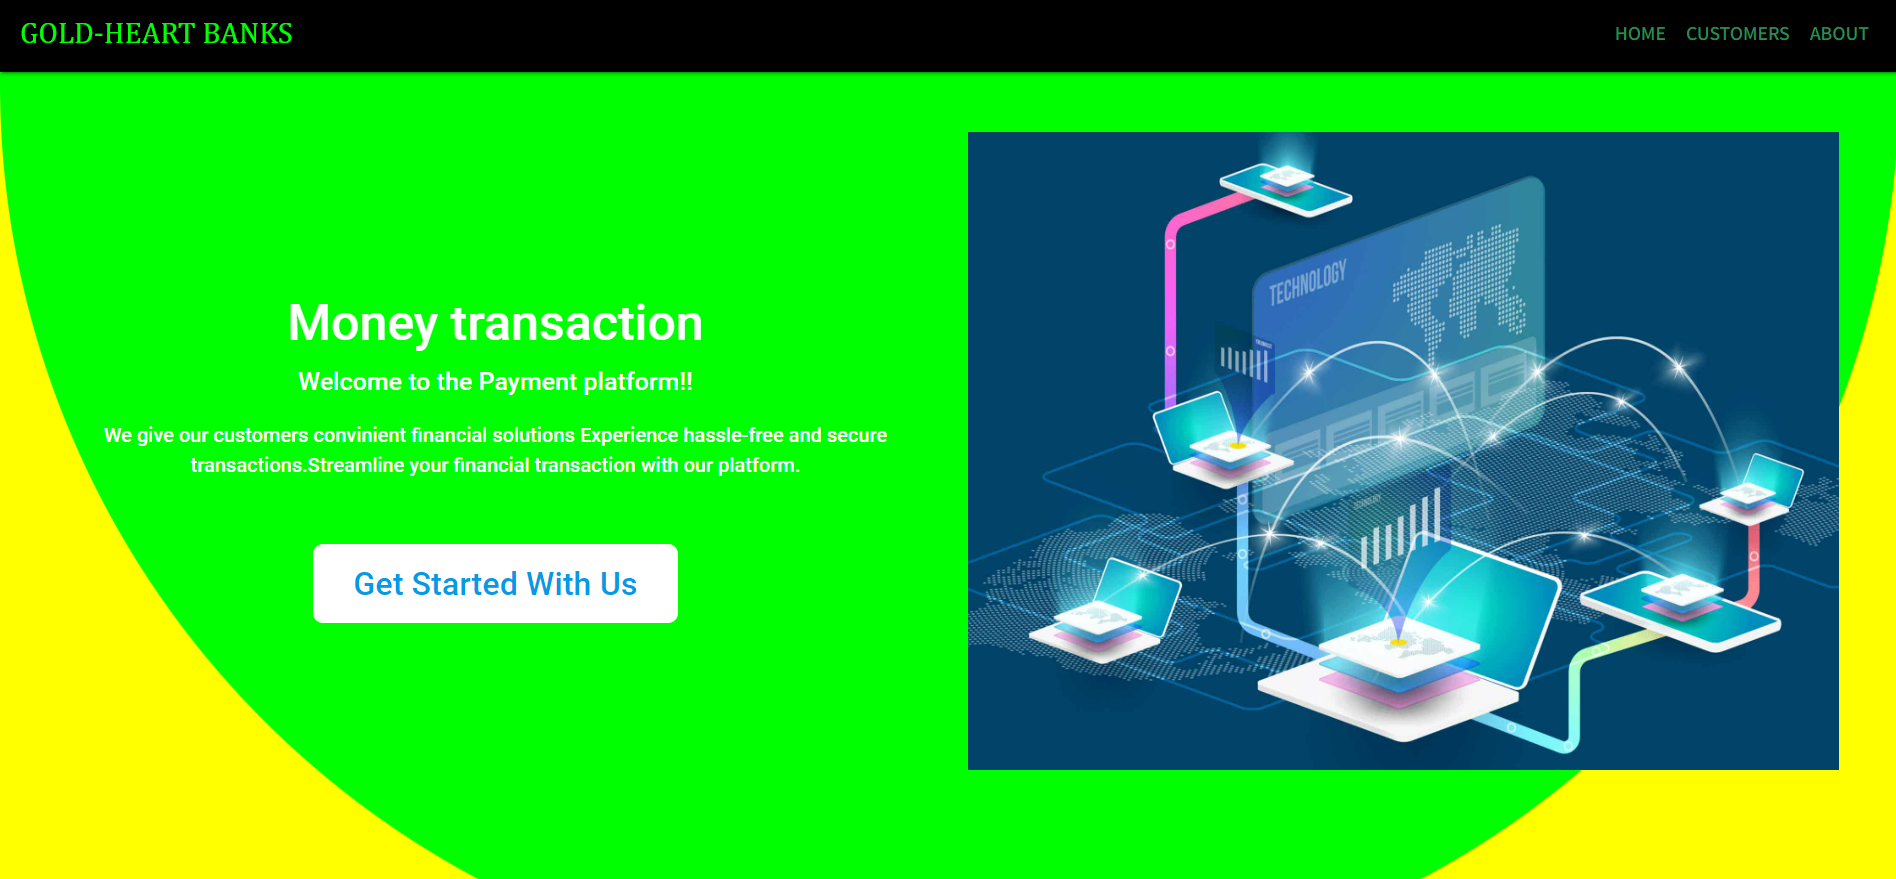 GOLD-HEART BANKS
HOME CUSTOMERS ABOUT
Money transaction
Welcome to the Payment platform!!
We give our customers convinient financial solutions Experience hassle-free and secure
transactions.Streamline your financial transaction with our platform.
Get Started With Us
TECHNOLOGY